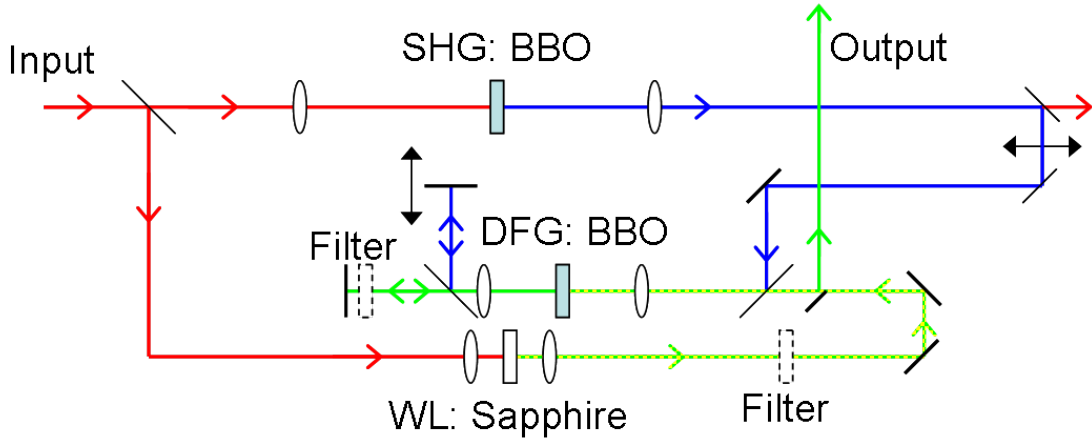 SHG: BBO
Output
Input
DFG: BBO
Filter
WL: Sapphire
Filter